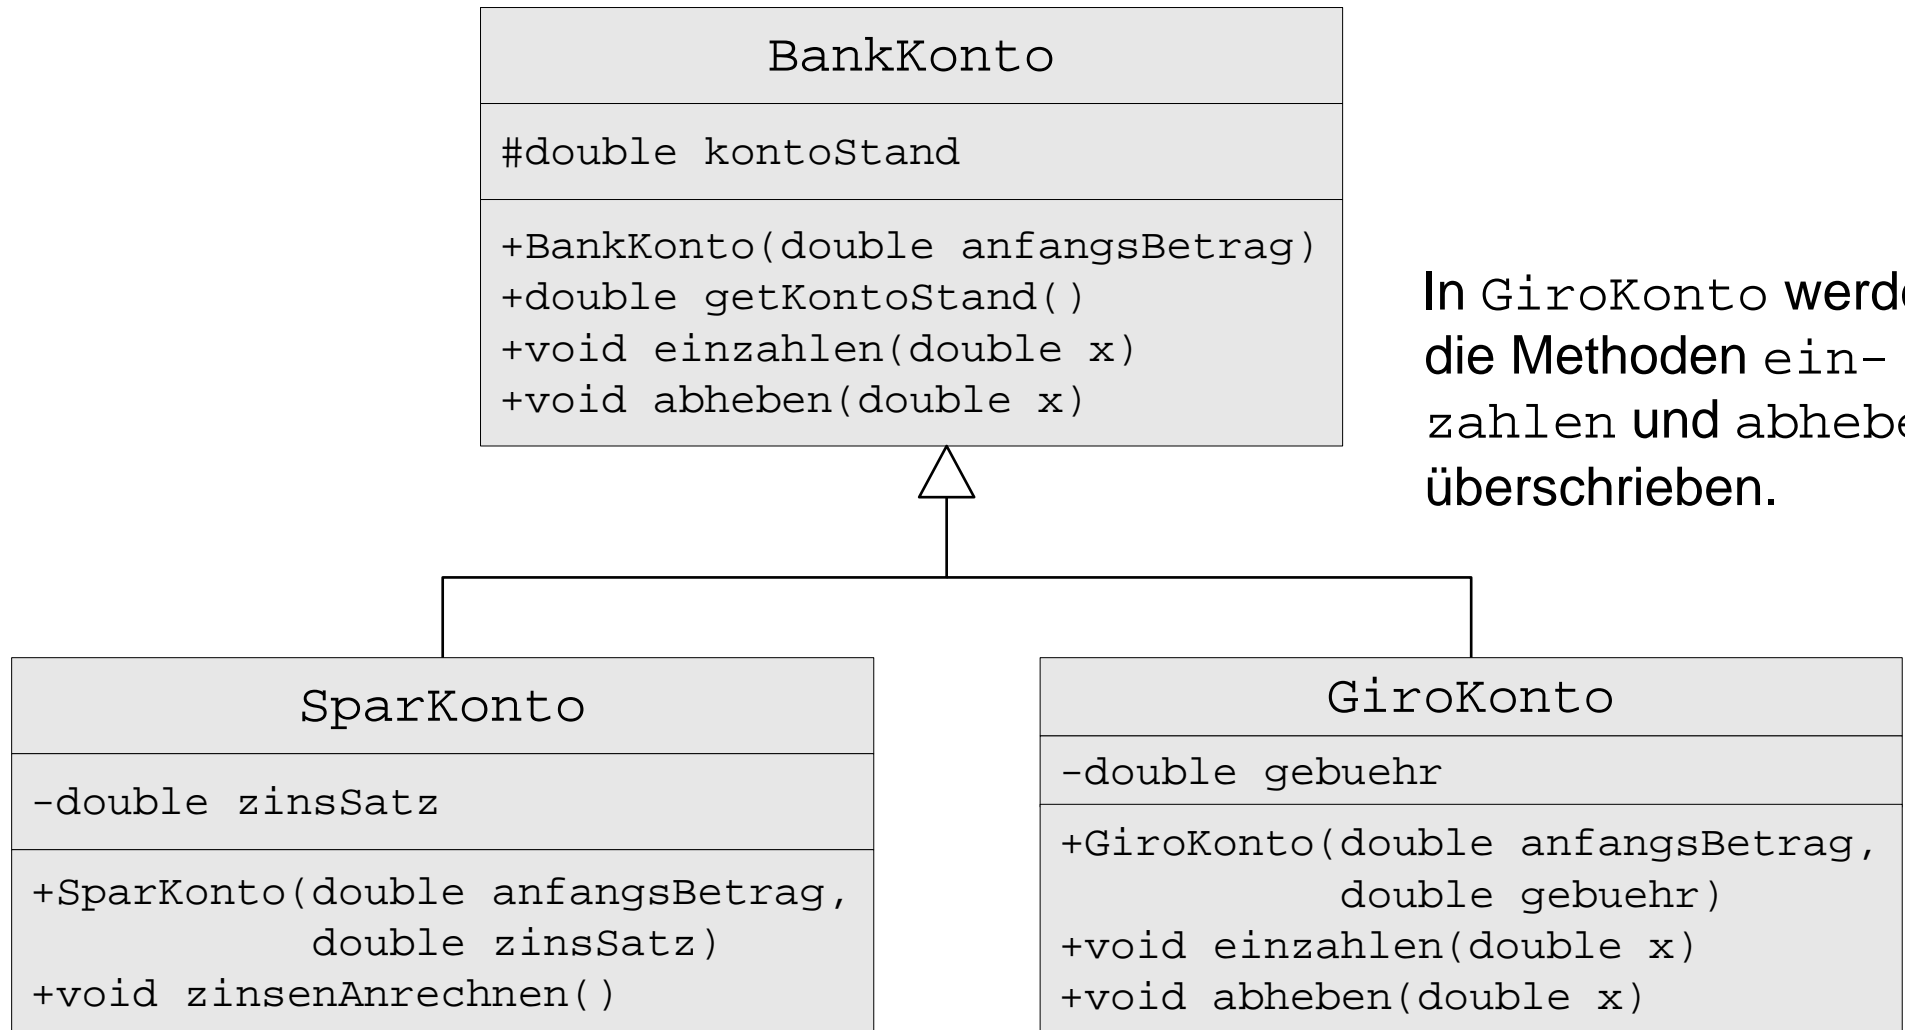 BankKonto
#double kontoStand
+BankKonto(double anfangsBetrag)
+double getKontoStand()
+void einzahlen(double x)
+void abheben(double x)
In GiroKonto
die Methoden ein-
zahlen und
überschrieben.
SparKonto
-double zinsSatz
+SparKonto(double anfangsBetrag,
double zinsSatz)
+void zinsenAnrechnen()
GiroKonto
-double gebuehr
+GiroKonto(double anfangsBetrag,
double gebuehr)
+void einzahlen(double x)
+void abheben(double x)